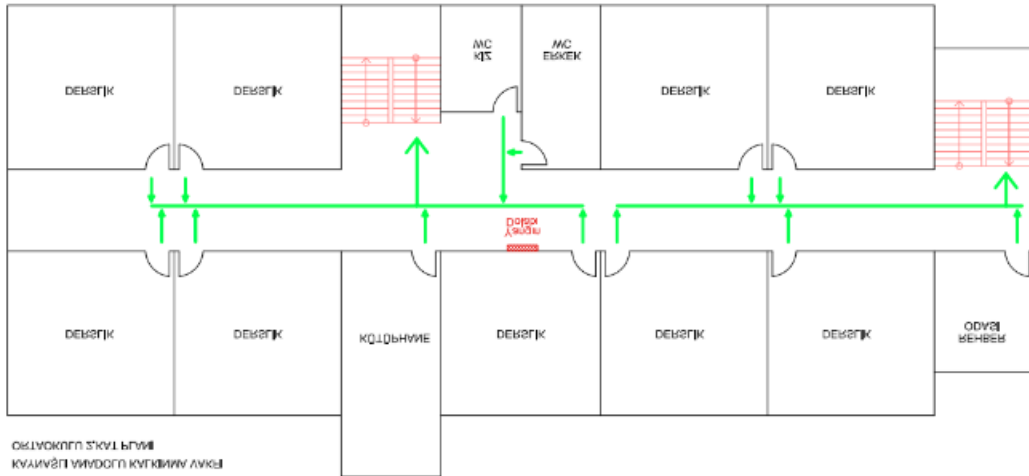 KAYNAŞLI ANADOLU KALKINMA VAKFI
ORTAOKULU 2.KAT PLANI
DERSLİK
DERSLİK
KÜTÜPHANE
DERSLİK
DERSLİK
DERSLİK
REHBER
ODASI
Yangın
Dolabı
DERSLİK
DERSLİK
KIZ
WC
ERKEK
WC
DERSLİK
DERSLİK